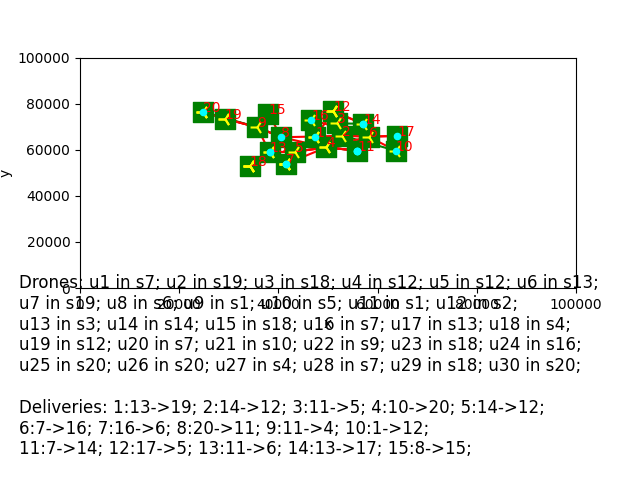 100000
80000
60000
40000
20000
0
y
0 20000 40000 60000 80000 100000
x
Drones: u1 in s7; u2 in s19; u3 in s18; u4 in s12; u5 in s12; u6 in s13;
u7 in s19; u8 in s6; u9 in s1; u10 in s5; u11 in s1; u12 in s2;
u13 in s3; u14 in s14; u15 in s18; u16 in s7; u17 in s13; u18 in s4;
u19 in s12; u20 in s7; u21 in s10; u22 in s9; u23 in s18; u24 in s16;
u25 in s20; u26 in s20; u27 in s4; u28 in s7; u29 in s18; u30 in s20;
Deliveries: 1:13->19; 2:14->12; 3:11->5; 4:10->20; 5:14->12;
6:7->16; 7:16->6; 8:20->11; 9:11->4; 10:1->12;
11:7->14; 12:17->5; 13:11->6; 14:13->17; 15:8->15;